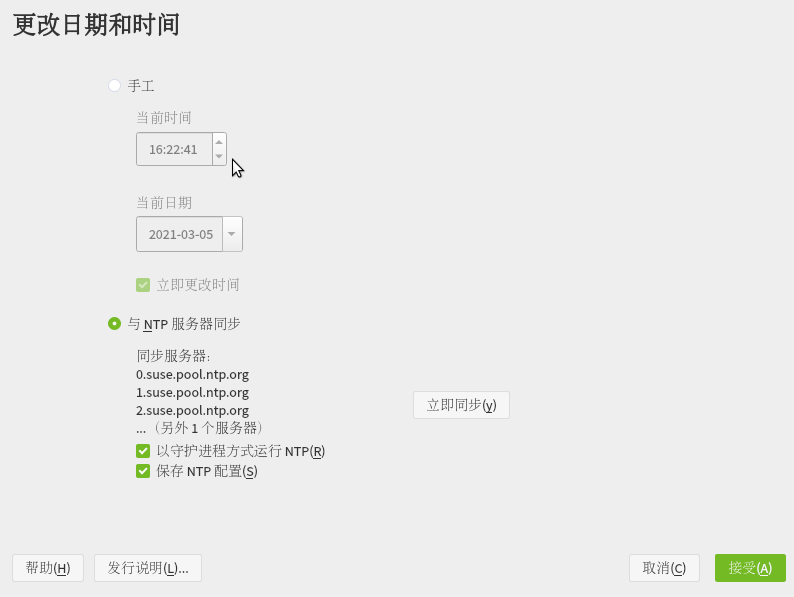 更改日期和时间
手工
当前时间
16:22:41
当前日期
2021-03-05
立即更改时间
与 NTP 服务器同步
同步服务器:
0.suse.pool.ntp.org
1.suse.pool.ntp.org
2.suse.pool.ntp.org
...（另外 1 个服务器）
立即同步(y)
以守护进程方式运行 NTP(R)
保存 NTP 配置(S)
帮助(H)
发行说明(L)...
取消(C)
接受(A)